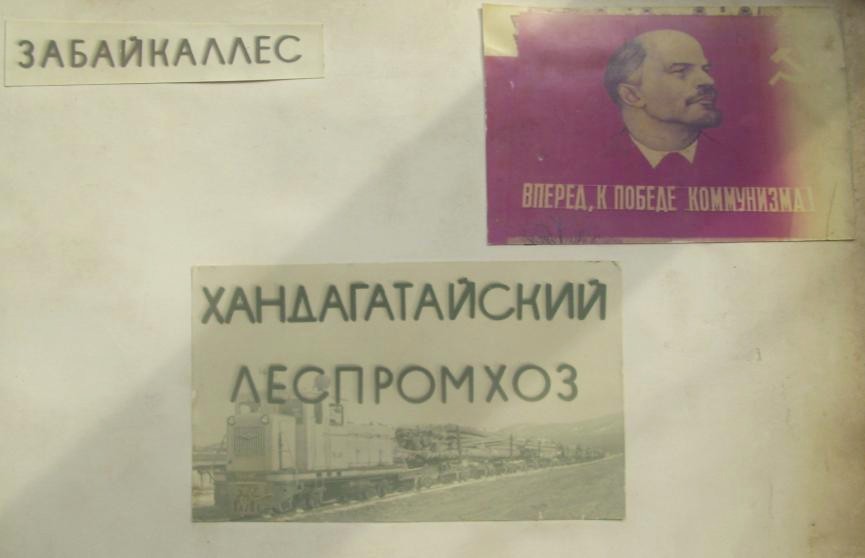 ЗАБАЙКАЛЛЕС
ВПЕРЕД, К ПОБЕДЕ КОММУНИЗМА!
ХАНДАГАТАЙСКИЙ
ЛЕСПРОМХОЗ